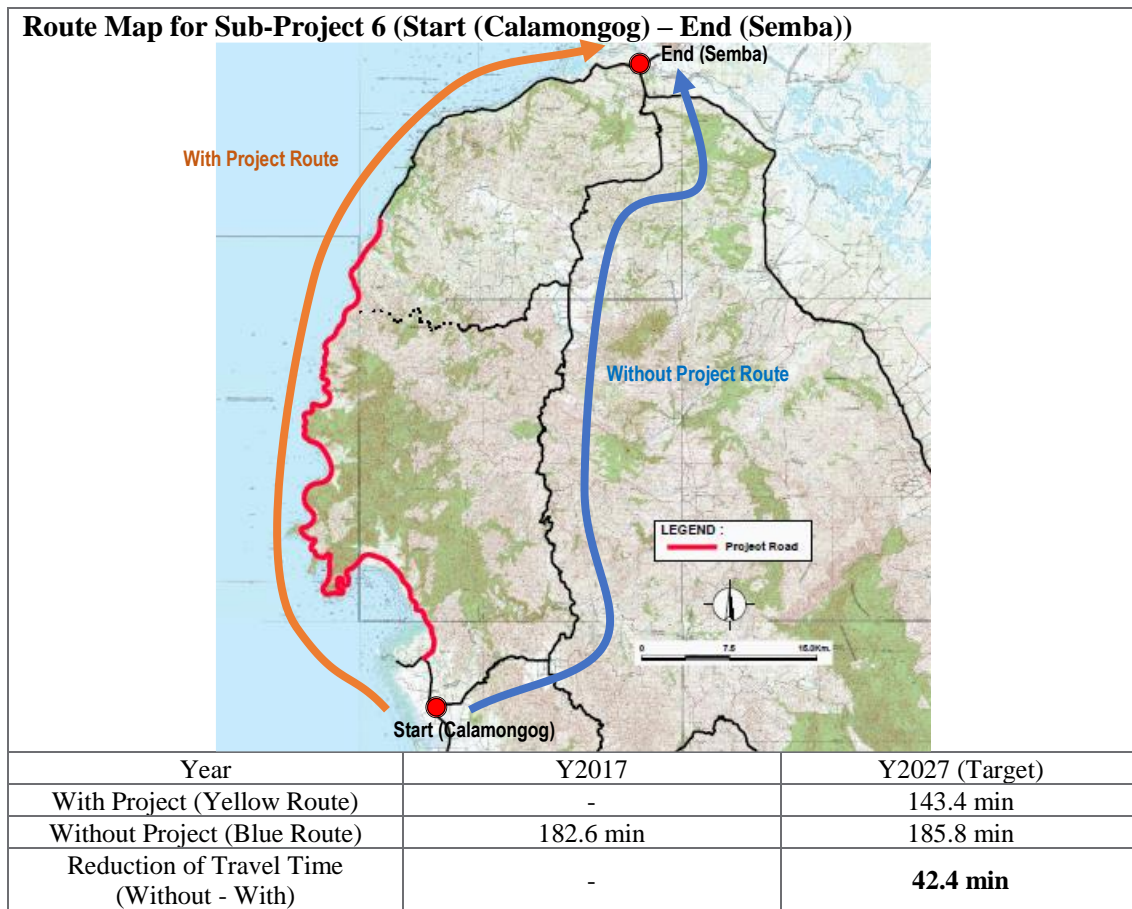 Route Map for Sub-Project 6 (Start (Calamongog) – End (Semba))
End (Semba)
With Project Route
Without Project Route
LEGEND :
Project Road
0 7.5 15.0Km.
Start (Calamongog)
Year Y2017 Y2027 (Target)
With Project (Yellow Route) - 143.4 min
Without Project (Blue Route) 182.6 min 185.8 min
Reduction of Travel Time
(Without - With) - 42.4 min